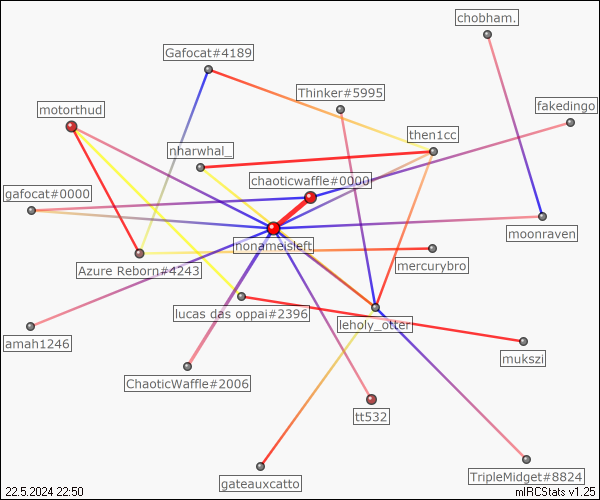 chobham.
Gafocat#4189
Thinker#5995
motorthud
fakedingo
then1cc
nharwhal_
chaoticwaffle#0000
gafocat#0000
moonraven
nonameisleft
Azure Reborn#4243
mercurybro
lucas das oppai#2396
leholy_otter
amah1246
mukszi
ChaoticWaffle#2006
tt532
TripleMidget#8824
gateauxcatto
22.5.2024 22:50
mIRCStats v1.25